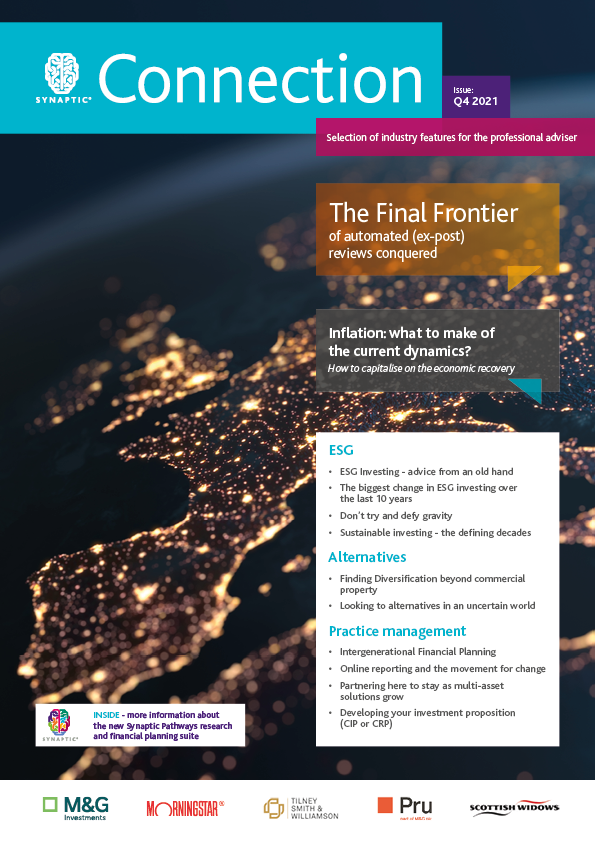 SYNAPTIC®
Connection
Issue:
Q4 2021
Selection of industry features for the professional adviser
The Final Frontier
of automated (ex-post)
reviews conquered
Inflation: what to make of
the current dynamics?
How to capitalise on the economic recovery
ESG
• ESG Investing - advice from an old hand
• The biggest change in ESG investing over
the last 10 years
• Don't try and defy gravity
• Sustainable investing - the defining decades
Alternatives
• Finding Diversification beyond commercial
property
• Looking to alternatives in an uncertain world
Practice management
• Intergenerational Financial Planning
• Online reporting and the movement for change
• Partnering here to stay as multi-asset
solutions grow
• Developing your investment proposition
(CIP or CRP)
SYNAPTIC®
INSIDE - more information about
the new Synaptic Pathways research
and financial planning suite
M&G
Investments
MORNINGSTAR®
TILNEY
SMITH &
WILLIAMSON
Pru
part of M&G plc
SCOTTISH WIDOWS